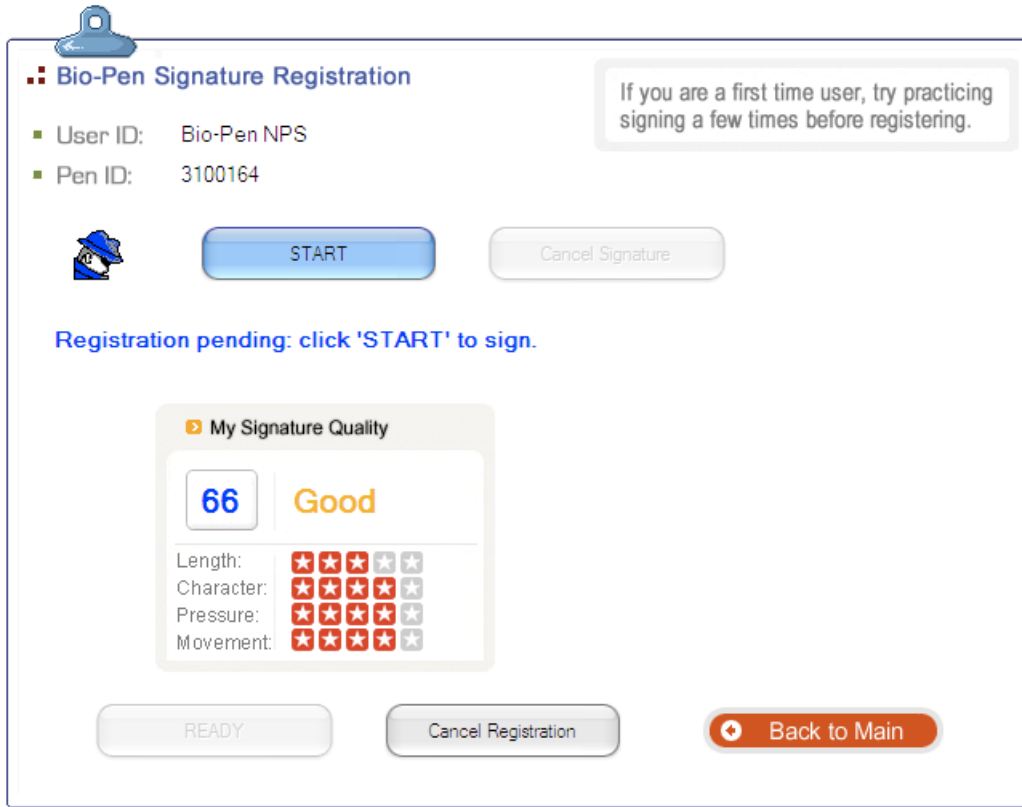 Bio-Pen Signature Registration
If you are a first time user, try practicing
signing a few times before registering.
User ID: Bio-Pen NPS
Pen ID: 3100164
START
Cancel Signature
Registration pending: click 'START' to sign.
My Signature Quality
66 Good
Length:
Character:
Pressure:
Movement:
READY
Cancel Registration
Back to Main